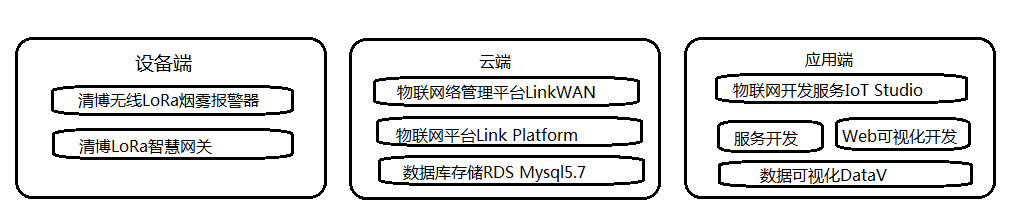 设备端
清博无线LoRa烟雾报警器
清博LoRa智慧网关
云端
物联网络管理平台LinkWAN
物联网平台Link Platform
数据库存储RDS Mysql5.7
应用端
物联网开发服务IoT Studio
服务开发
Web可视化开发
数据可视化DataV